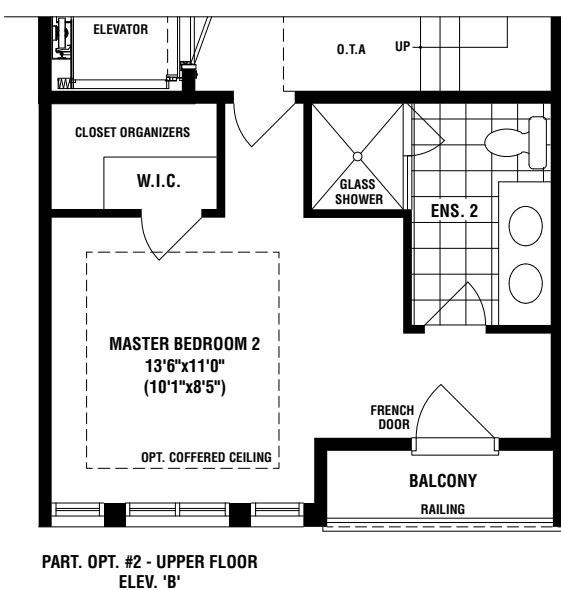 ELEVATOR
O.T.A
UP
CLOSET ORGANIZERS
W.I.C.
GLASS
SHOWER
ENS. 2
MASTER BEDROOM 2
13'6"x11'0"
(10'1"x8'5")
FRENCH
DOOR
OPT. COFFERED CEILING
BALCONY
RAILING
PART. OPT. #2 - UPPER FLOOR
ELEV. 'B'